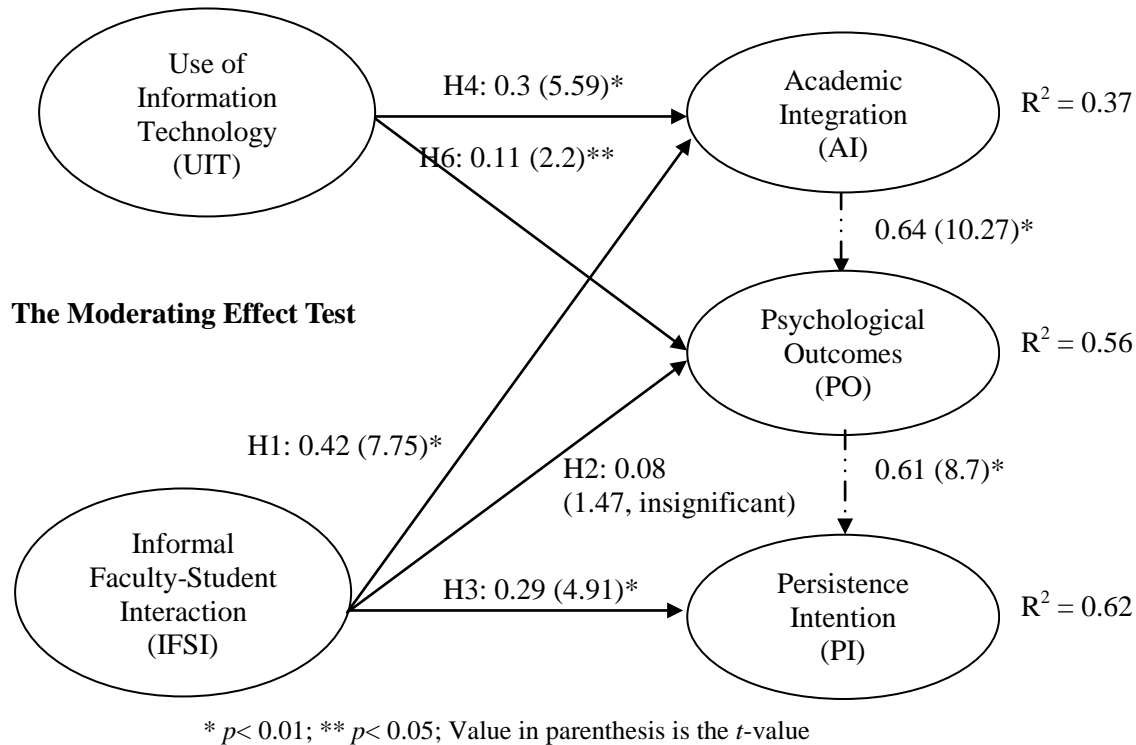 Use of
Information
Technology
(UIT)
H4: 0.3 (5.59)*
Academic
Integration
(AI)
R² = 0.37
H6: 0.11 (2.2)**
0.64 (10.27)*
The Moderating Effect Test
Psychological
Outcomes
(PO)
R² = 0.56
H1: 0.42 (7.75)*
H2: 0.08
(1.47, insignificant)
0.61 (8.7)*
Informal
Faculty-Student
Interaction
(IFSI)
H3: 0.29 (4.91)*
Persistence
Intention
(PI)
R² = 0.62
* p< 0.01; ** p< 0.05; Value in parenthesis is the t-value